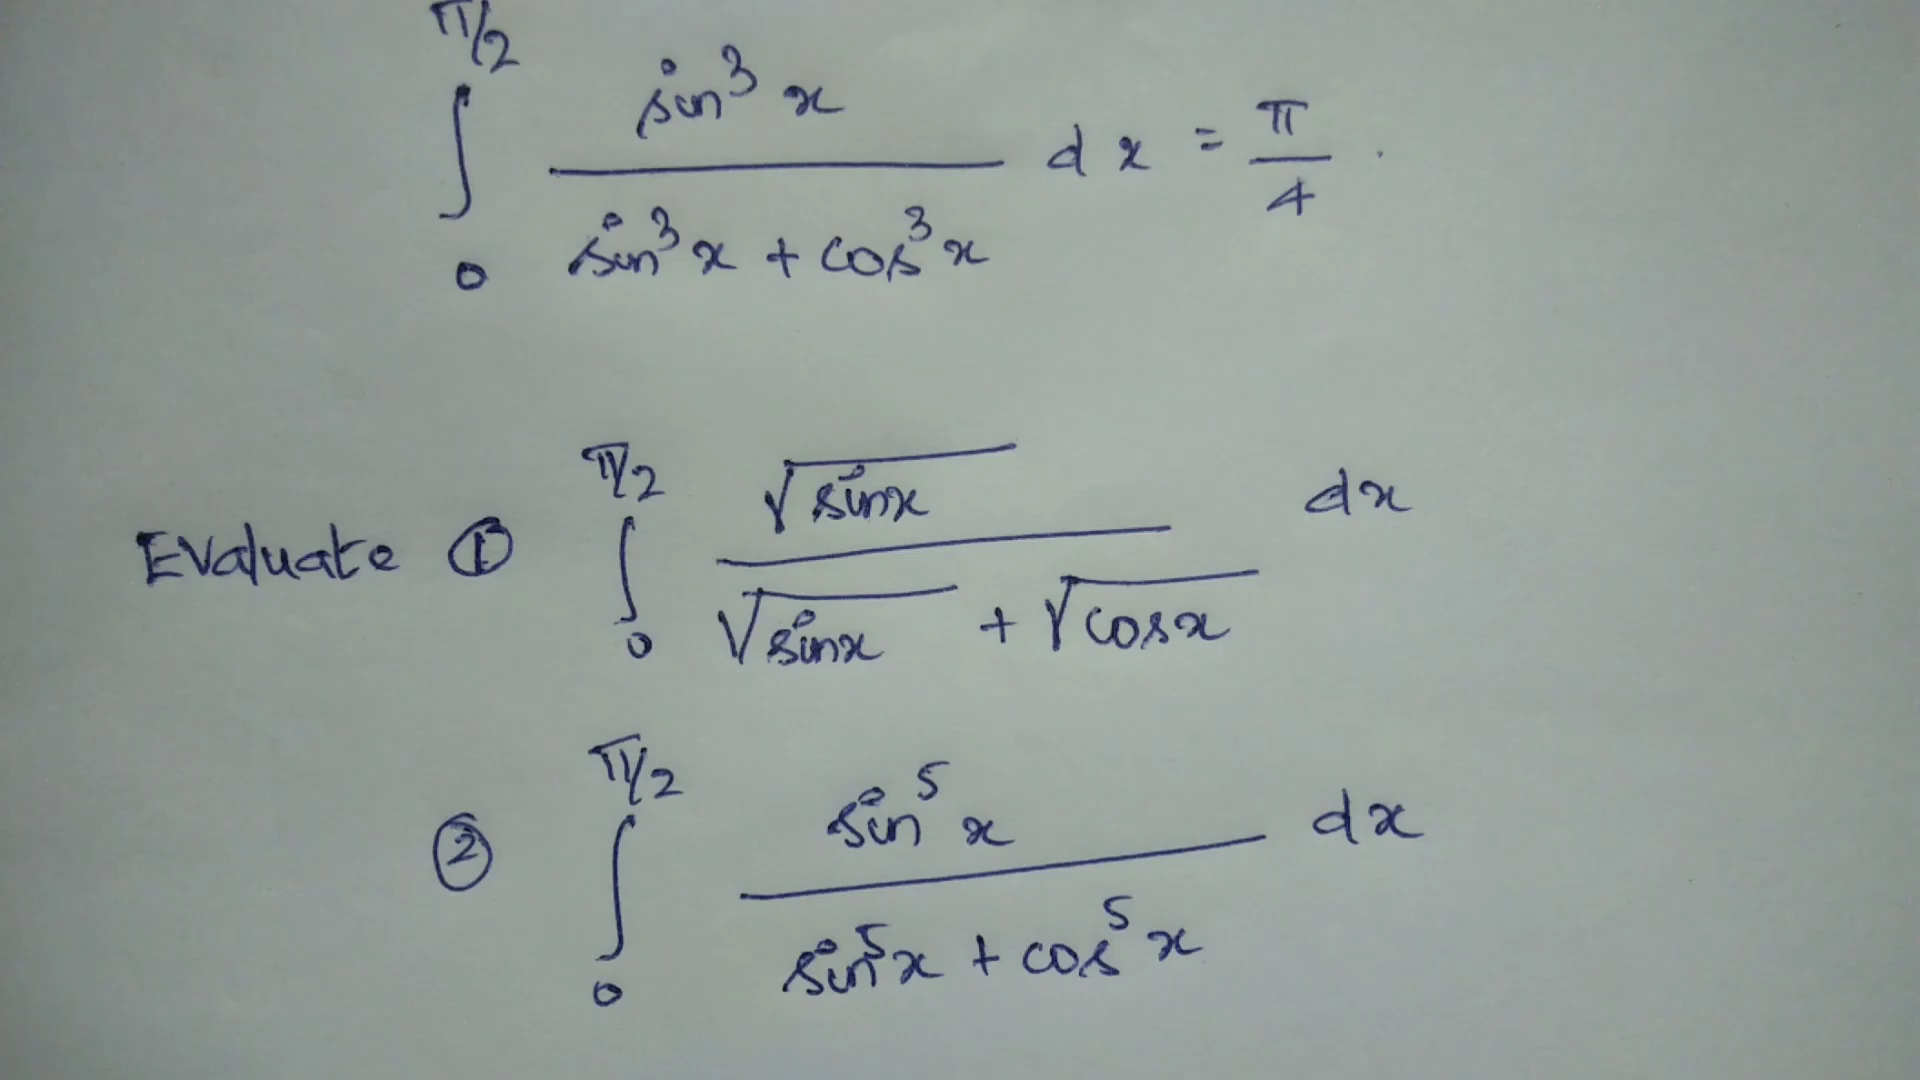 ∫₀^{π/2} sin³x / (sin³x + cos³x) dx = π/4 .
Evaluate ① ∫₀^{π/2} √sinx / (√sinx + √cosx) dx
② ∫₀^{π/2} sin⁵x / (sin⁵x + cos⁵x) dx